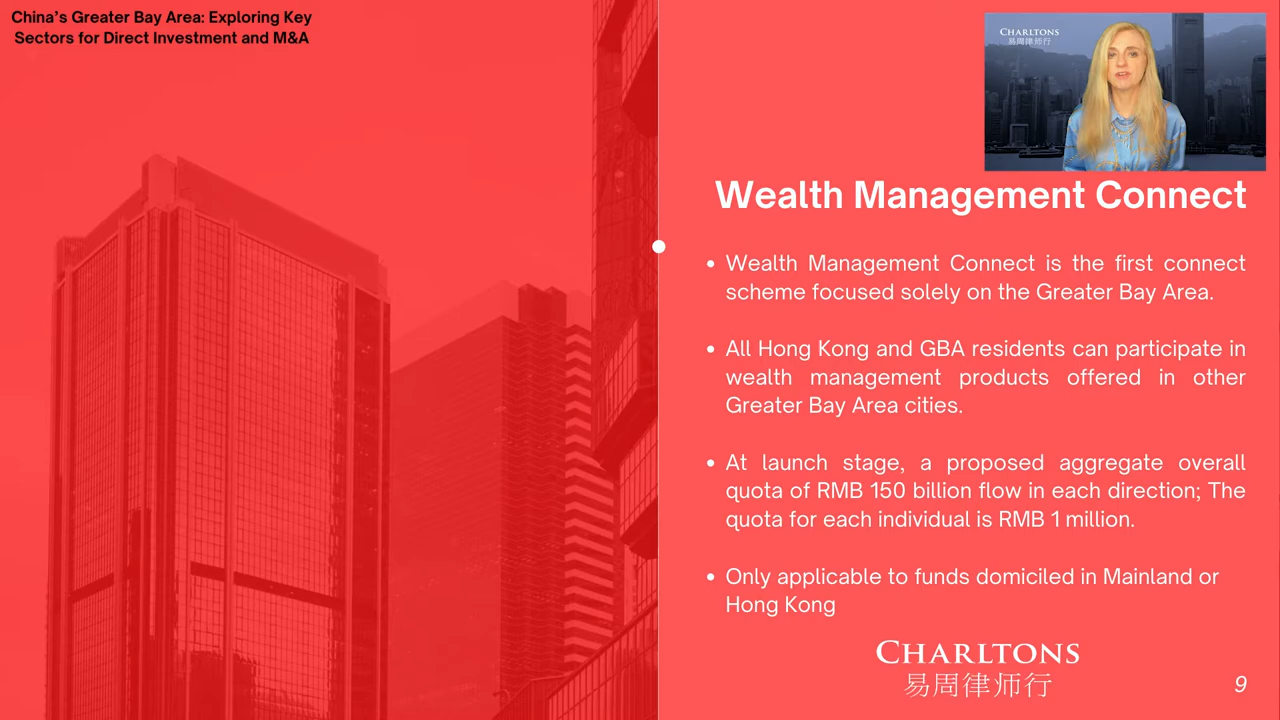 China's Greater Bay Area: Exploring Key
Sectors for Direct Investment and M&A
CHARLTONS
易周律师行
Wealth Management Connect
• Wealth Management Connect is the first connect
scheme focused solely on the Greater Bay Area.
• All Hong Kong and GBA residents can participate in
wealth management products offered in other
Greater Bay Area cities.
• At launch stage, a proposed aggregate overall
quota of RMB 150 billion flow in each direction; The
quota for each individual is RMB 1 million.
• Only applicable to funds domiciled in Mainland or
Hong Kong
CHARLTONS
易周律师行
9